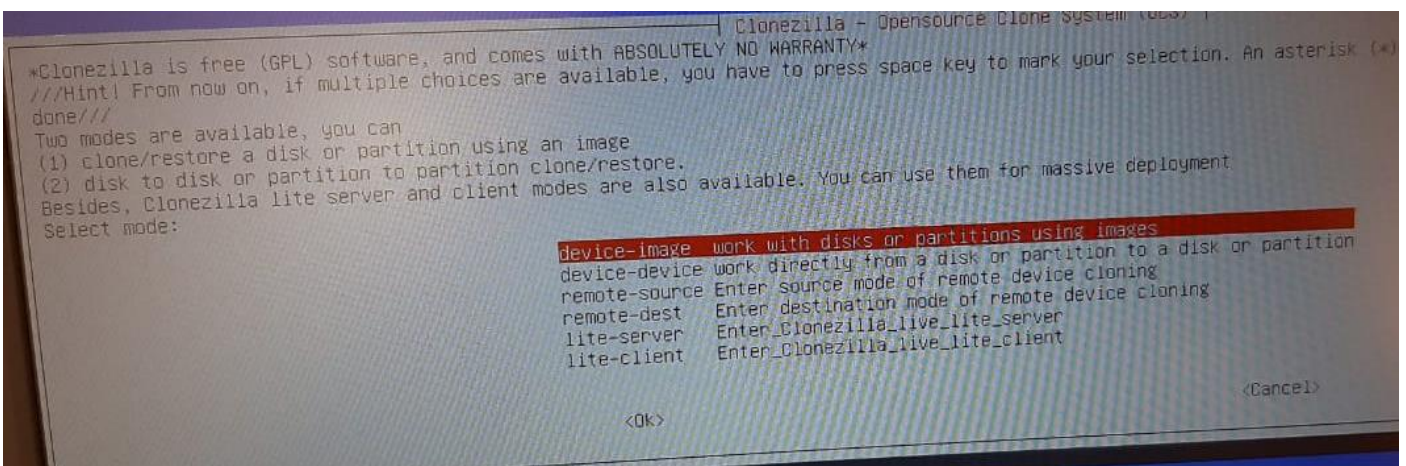 Clonezilla - Opensource Clone System (OCS)
*Clonezilla is free (GPL) software, and comes with ABSOLUTELY NO WARRANTY*
///Hint! From now on, if multiple choices are available, you have to press space key to mark your selection. An asterisk (*)
done///
Two modes are available, you can
(1) clone/restore a disk or partition using an image
(2) disk to disk or partition to partition clone/restore.
Besides, Clonezilla lite server and client modes are also available. You can use them for massive deployment
Select mode:
device-image work with disks or partitions using images
device-device work directly from a disk or partition to a disk or partition
remote-source Enter source mode of remote device cloning
remote-dest Enter destination mode of remote device cloning
lite-server Enter_Clonezilla_live_lite_server
lite-client Enter_Clonezilla_live_lite_client
<Ok> <Cancel>